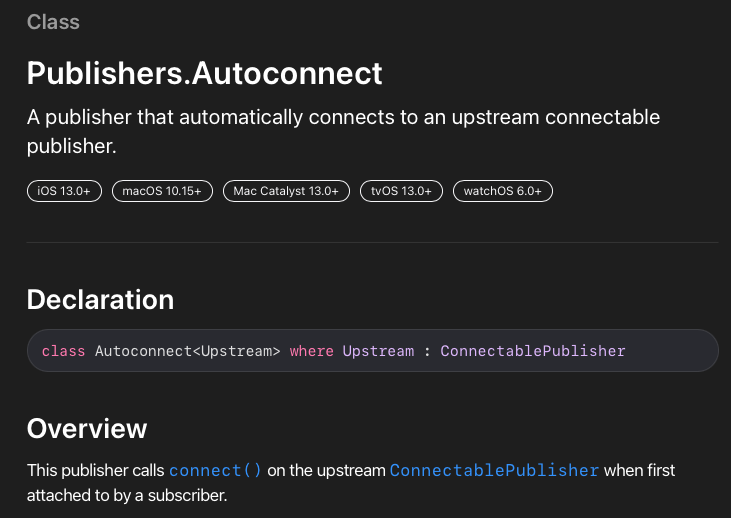 Class
Publishers.Autoconnect
A publisher that automatically connects to an upstream connectable
publisher.
iOS 13.0+ macOS 10.15+ Mac Catalyst 13.0+ tvOS 13.0+ watchOS 6.0+
Declaration
class Autoconnect<Upstream> where Upstream : ConnectablePublisher
Overview
This publisher calls connect() on the upstream ConnectablePublisher when first
attached to by a subscriber.